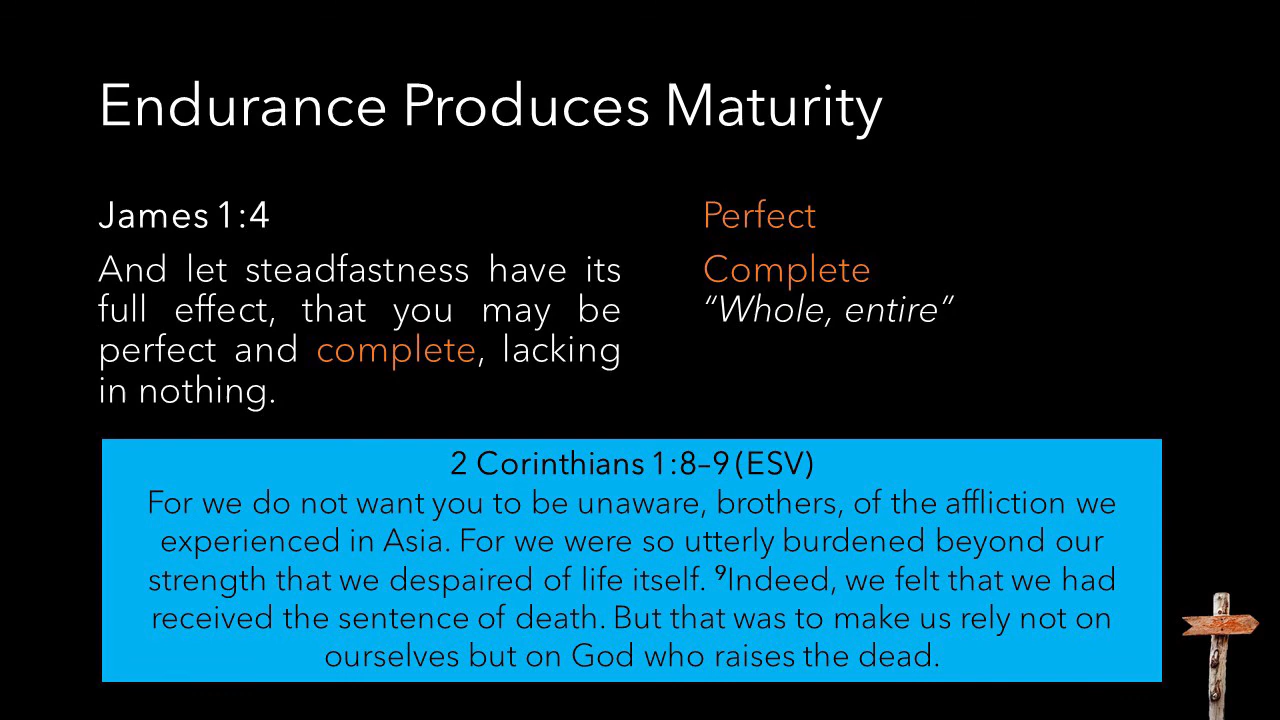 Endurance Produces Maturity
James 1:4
And let steadfastness have its
full effect, that you may be
perfect and complete, lacking
in nothing.
Perfect
Complete
“Whole, entire”
2 Corinthians 1:8–9 (ESV)
For we do not want you to be unaware, brothers, of the affliction we
experienced in Asia. For we were so utterly burdened beyond our
strength that we despaired of life itself. ⁹Indeed, we felt that we had
received the sentence of death. But that was to make us rely not on
ourselves but on God who raises the dead.